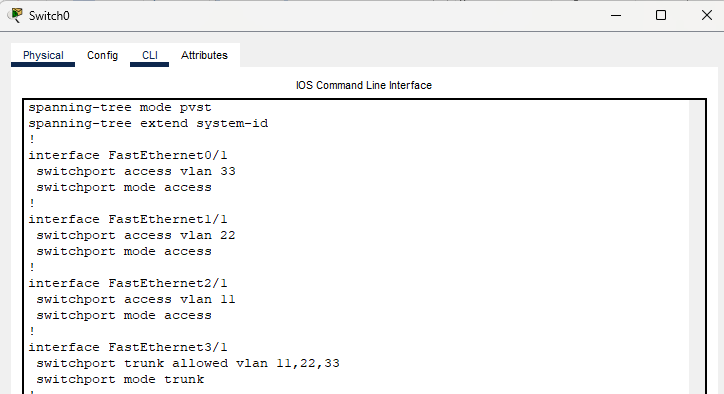 Switch0
Physical Config CLI Attributes
IOS Command Line Interface
spanning-tree mode pvst
spanning-tree extend system-id
!
interface FastEthernet0/1
 switchport access vlan 33
 switchport mode access
!
interface FastEthernet1/1
 switchport access vlan 22
 switchport mode access
!
interface FastEthernet2/1
 switchport access vlan 11
 switchport mode access
!
interface FastEthernet3/1
 switchport trunk allowed vlan 11,22,33
 switchport mode trunk
!